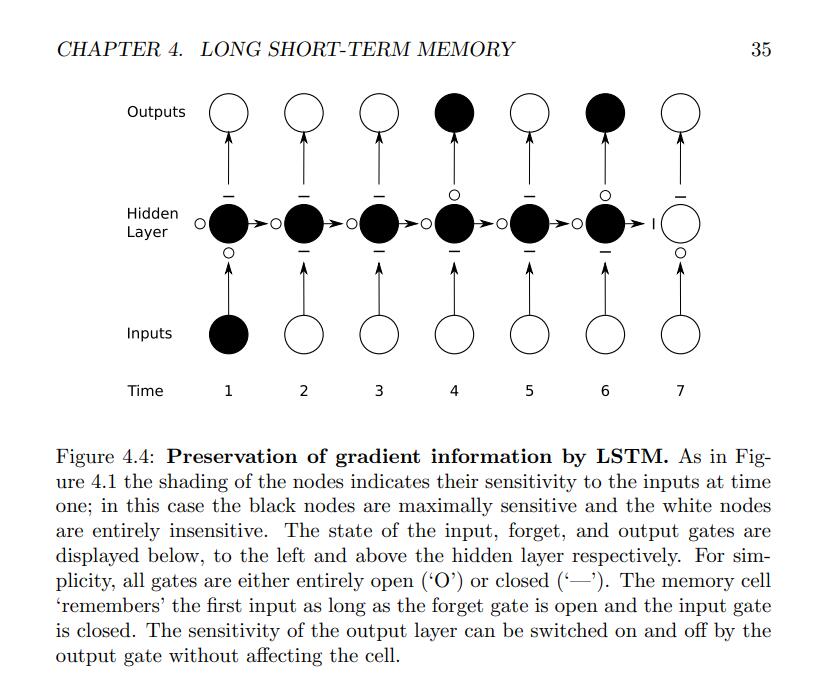 CHAPTER 4. LONG SHORT-TERM MEMORY 35
Outputs
Hidden
Layer
Inputs
Time 1 2 3 4 5 6 7
Figure 4.4: Preservation of gradient information by LSTM. As in Fig-
ure 4.1 the shading of the nodes indicates their sensitivity to the inputs at time
one; in this case the black nodes are maximally sensitive and the white nodes
are entirely insensitive. The state of the input, forget, and output gates are
displayed below, to the left and above the hidden layer respectively. For sim-
plicity, all gates are either entirely open (‘O’) or closed (‘—’). The memory cell
‘remembers’ the first input as long as the forget gate is open and the input gate
is closed. The sensitivity of the output layer can be switched on and off by the
output gate without affecting the cell.